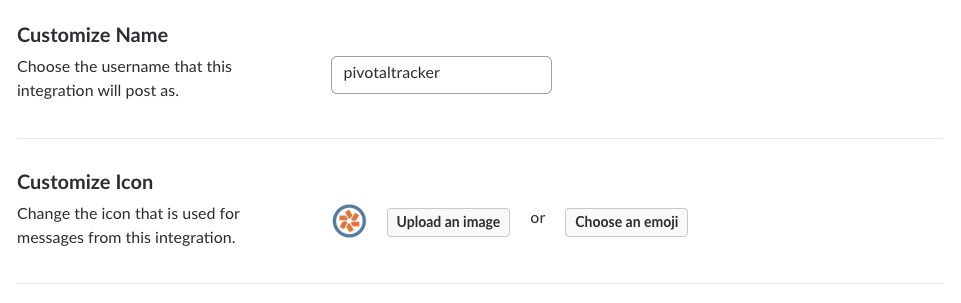 Customize Name
Choose the username that this
integration will post as.
pivotaltracker
Customize Icon
Change the icon that is used for
messages from this integration.
Upload an image or Choose an emoji